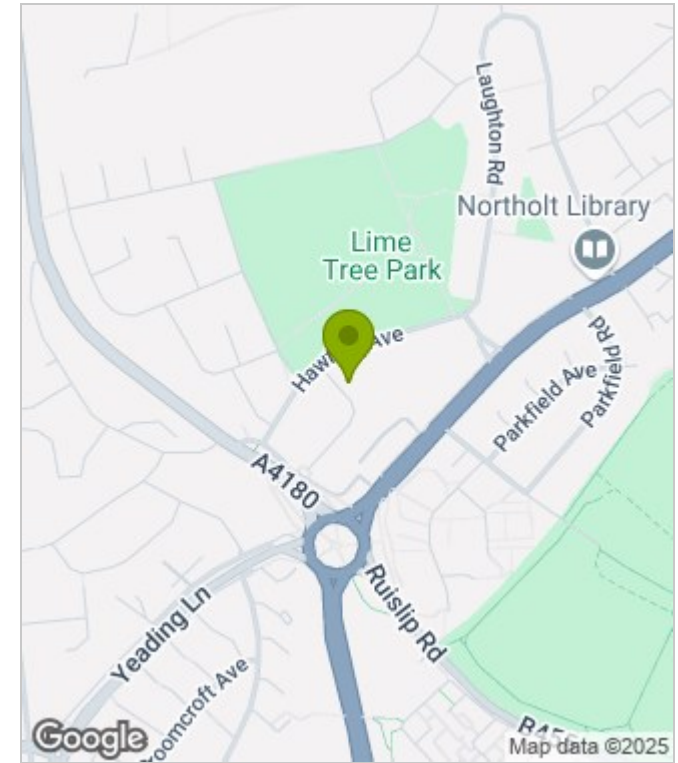 Laughton Rd
Northolt Library
Lime
Tree Park
Ave
Parkfield Rd
Parkfield Ave
A4180
Ruislip Rd
Yeading Ln
Google
Map data ©2025